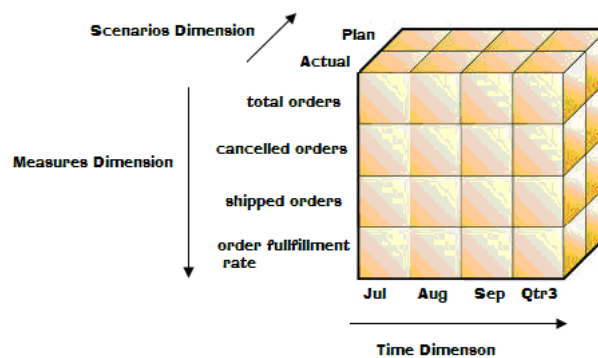 Scenarios Dimension
Plan
Actual
total orders
cancelled orders
Measures Dimension
shipped orders
order fullfillment
rate
Jul Aug Sep Qtr3
Time Dimenson